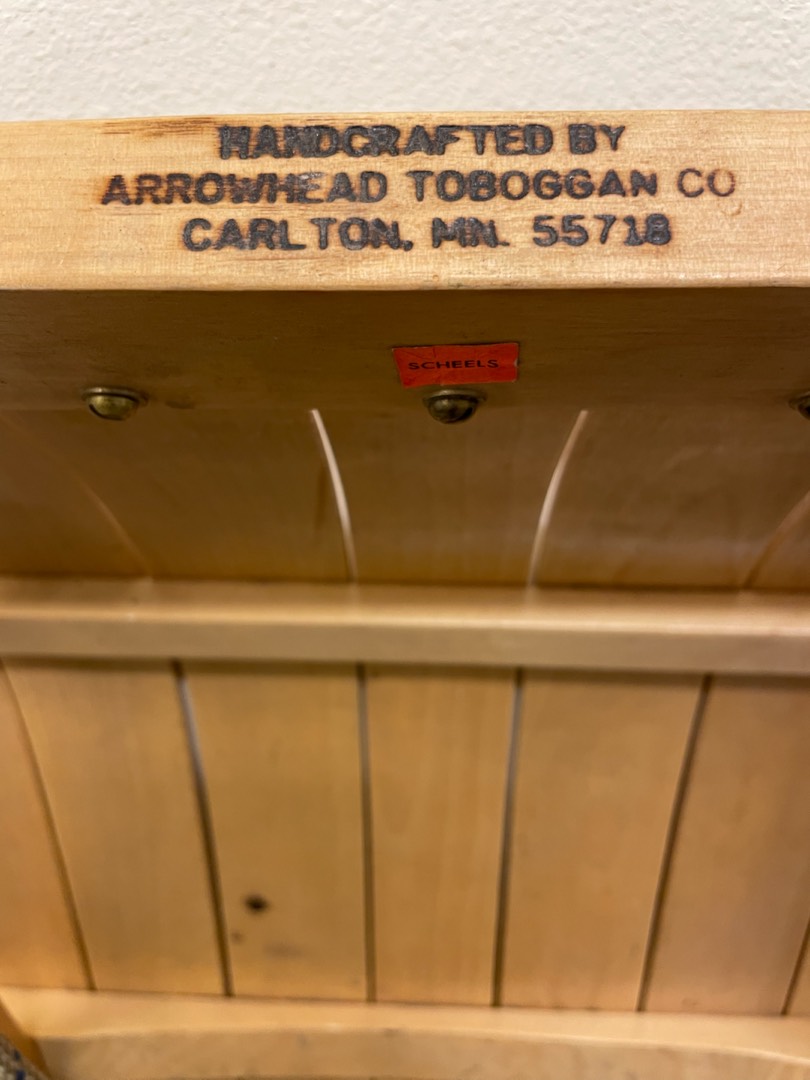 HANDCRAFTED BY
ARROWHEAD TOBOGGAN CO
CARLTON, MN. 55718
SCHEELS